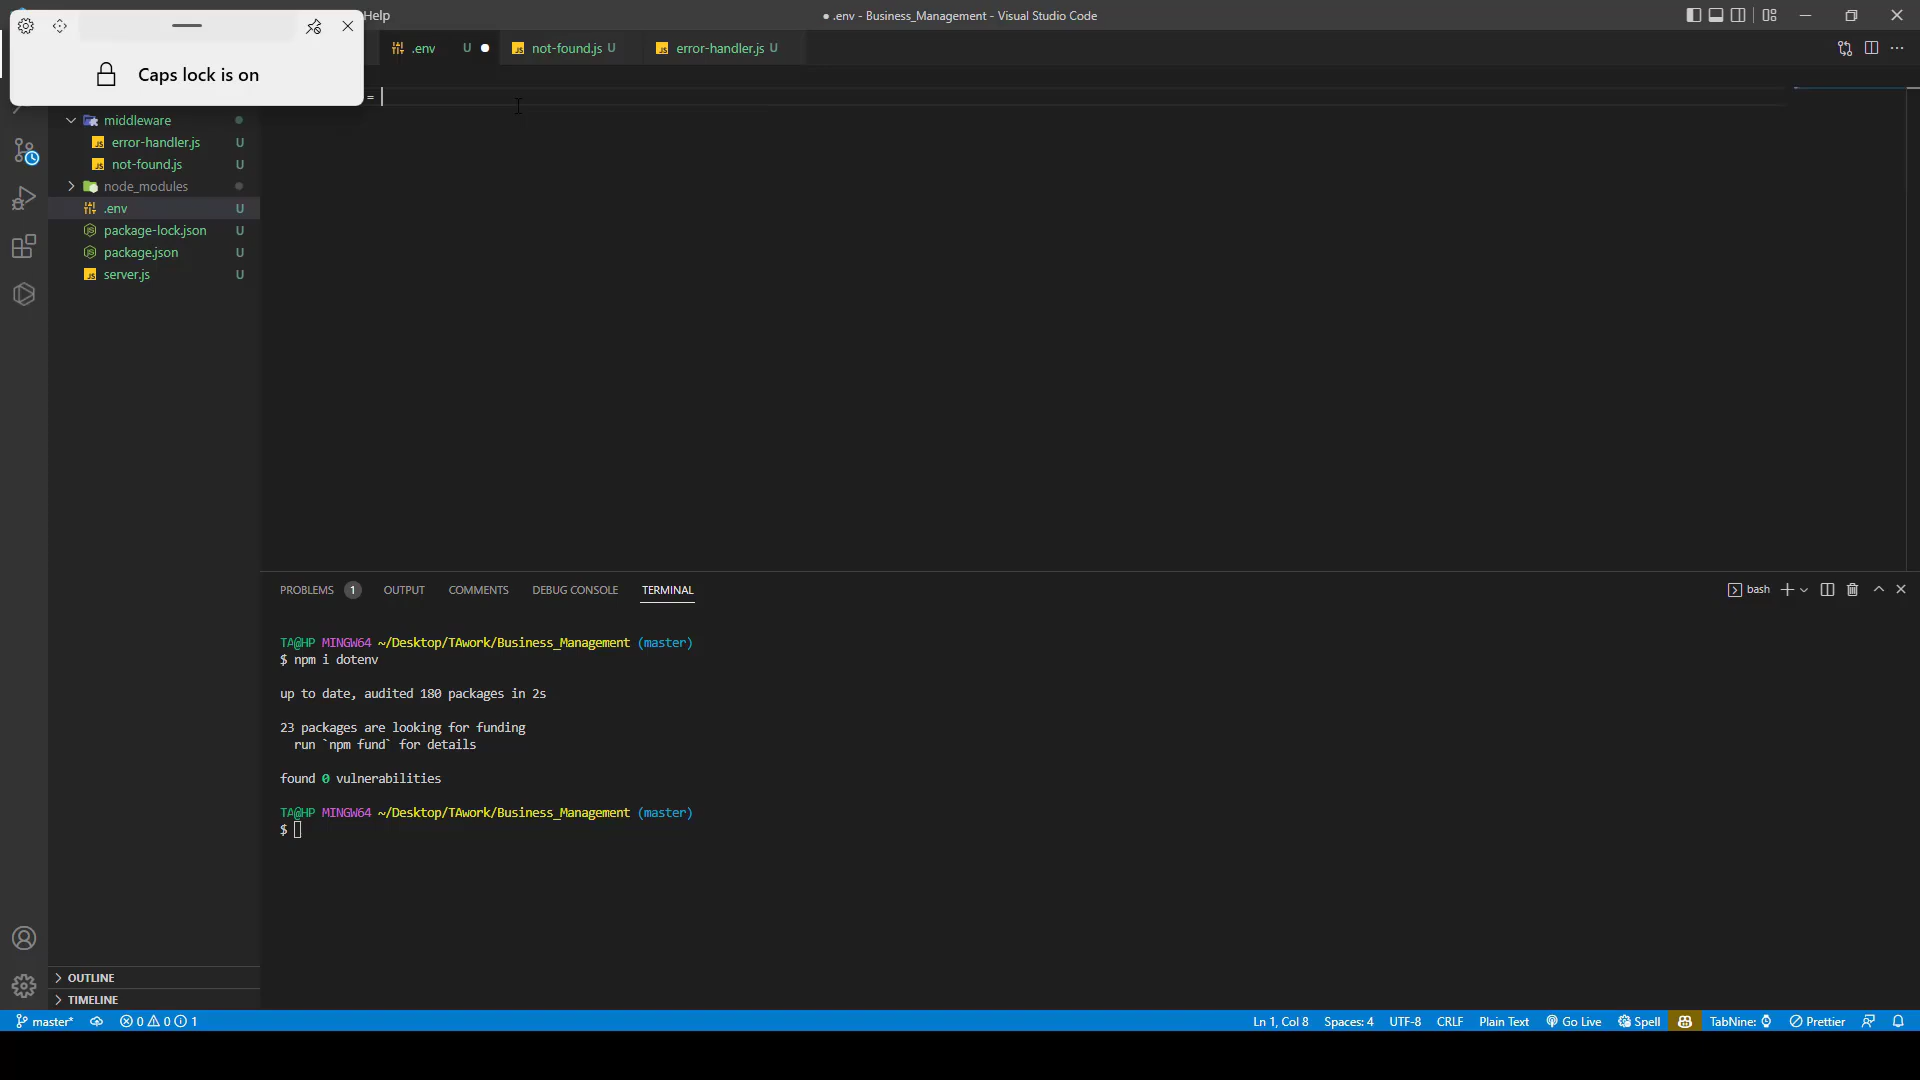 Help
● .env - Business_Management - Visual Studio Code
Caps lock is on
.env U
not-found.js U
error-handler.js U
=
middleware
error-handler.js U
not-found.js U
node_modules
.env U
package-lock.json U
package.json U
server.js U
PROBLEMS 1 OUTPUT COMMENTS DEBUG CONSOLE TERMINAL
bash
TA@HP MINGW64 ~/Desktop/TAwork/Business_Management (master)
$ npm i dotenv
up to date, audited 180 packages in 2s
23 packages are looking for funding
run `npm fund` for details
found 0 vulnerabilities
TA@HP MINGW64 ~/Desktop/TAwork/Business_Management (master)
$
OUTLINE
TIMELINE
master* 0 0 1 Ln 1, Col 8 Spaces: 4 UTF-8 CRLF Plain Text Go Live Spell TabNine: Prettier